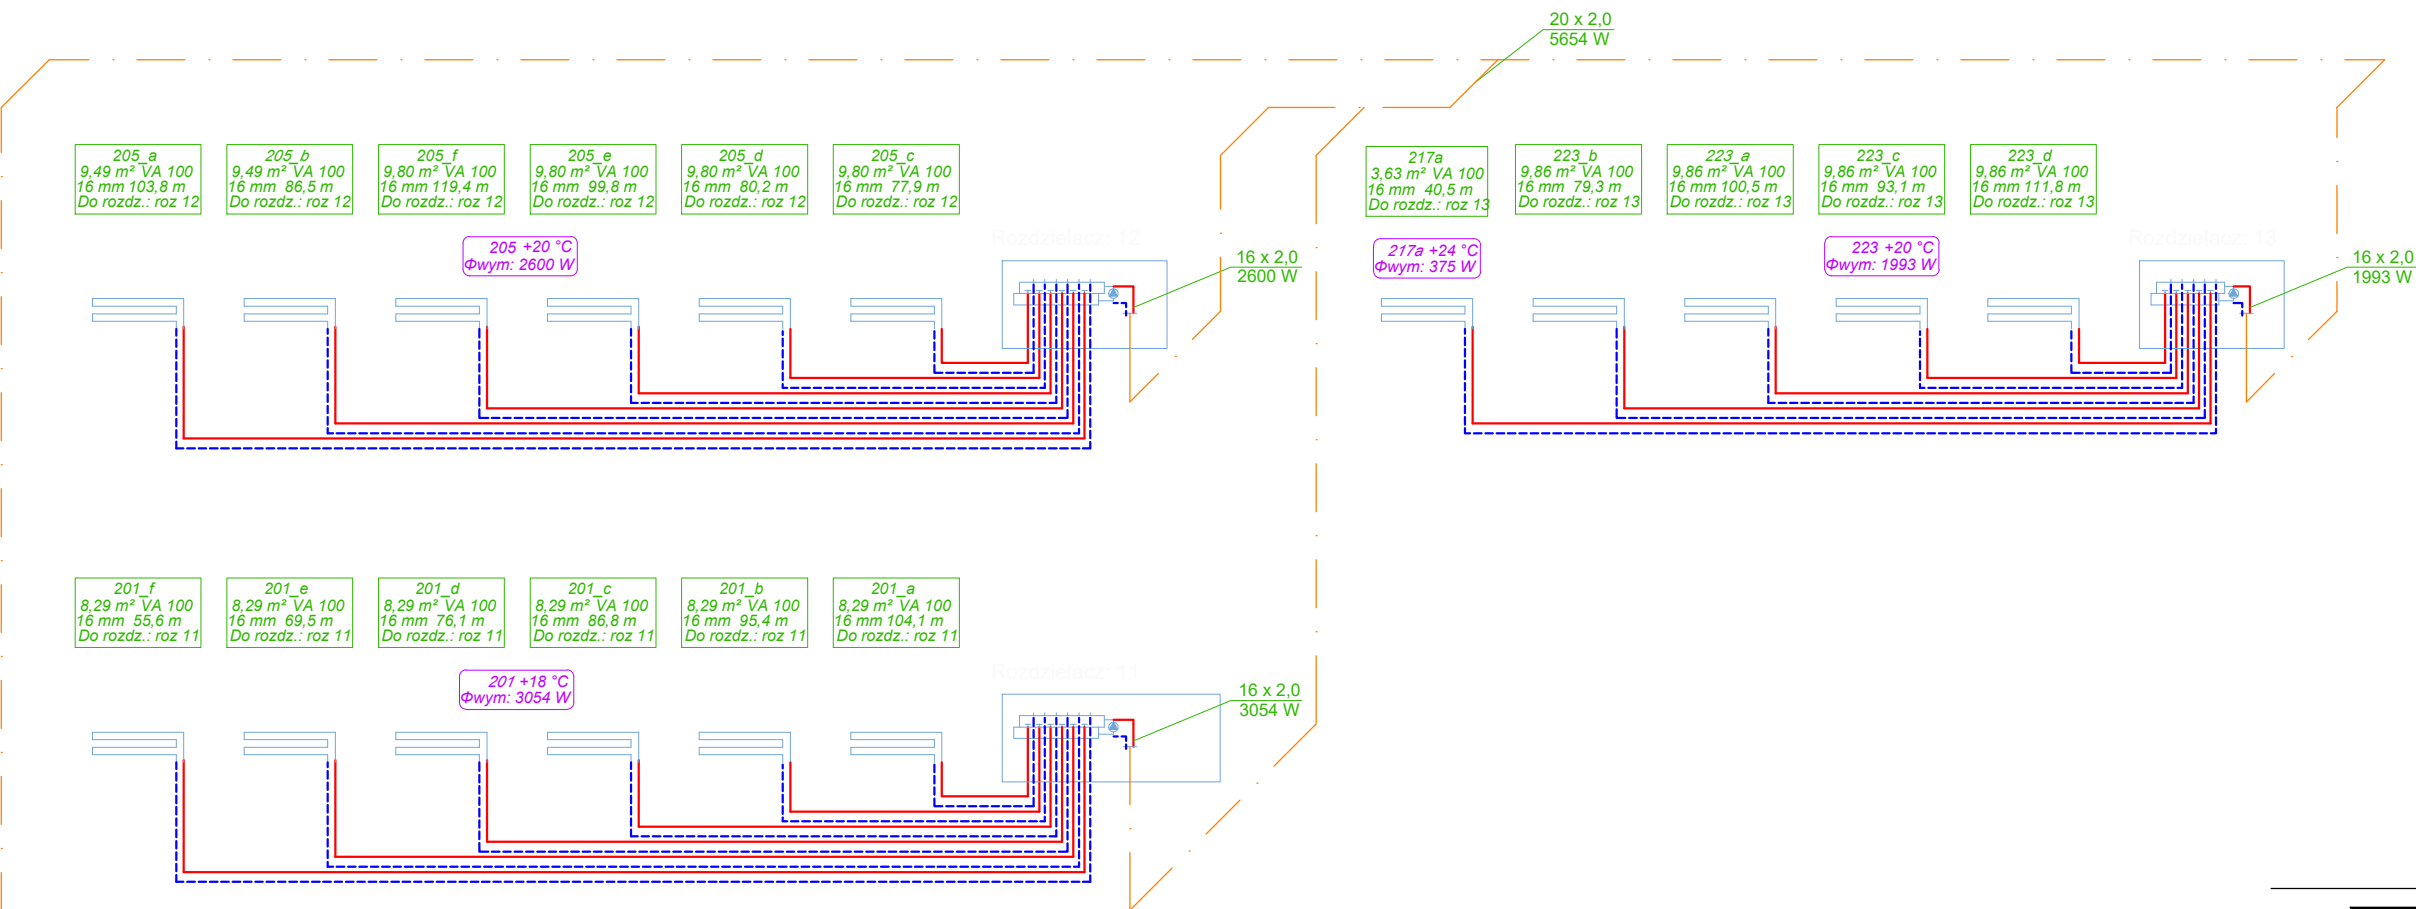 20 x 2,0
5654 W
205_a
9,49 m² VA 100
16 mm 103,8 m
Do rozdz.: roz 12
205_b
9,49 m² VA 100
16 mm 86,5 m
Do rozdz.: roz 12
205_f
9,80 m² VA 100
16 mm 119,4 m
Do rozdz.: roz 12
205_e
9,80 m² VA 100
16 mm 99,8 m
Do rozdz.: roz 12
205_d
9,80 m² VA 100
16 mm 80,2 m
Do rozdz.: roz 12
205_c
9,80 m² VA 100
16 mm 77,9 m
Do rozdz.: roz 12
217a
3,63 m² VA 100
16 mm 40,5 m
Do rozdz.: roz 13
223_b
9,86 m² VA 100
16 mm 79,3 m
Do rozdz.: roz 13
223_a
9,86 m² VA 100
16 mm 100,5 m
Do rozdz.: roz 13
223_c
9,86 m² VA 100
16 mm 93,1 m
Do rozdz.: roz 13
223_d
9,86 m² VA 100
16 mm 111,8 m
Do rozdz.: roz 13
205 +20 °C
Φwym: 2600 W
Rozdzielacz: 12
16 x 2,0
2600 W
217a +24 °C
Φwym: 375 W
223 +20 °C
Φwym: 1993 W
Rozdzielacz: 13
16 x 2,0
1993 W
201_f
8,29 m² VA 100
16 mm 55,6 m
Do rozdz.: roz 11
201_e
8,29 m² VA 100
16 mm 69,5 m
Do rozdz.: roz 11
201_d
8,29 m² VA 100
16 mm 76,1 m
Do rozdz.: roz 11
201_c
8,29 m² VA 100
16 mm 86,8 m
Do rozdz.: roz 11
201_b
8,29 m² VA 100
16 mm 95,4 m
Do rozdz.: roz 11
201_a
8,29 m² VA 100
16 mm 104,1 m
Do rozdz.: roz 11
201 +18 °C
Φwym: 3054 W
Rozdzielacz: 11
16 x 2,0
3054 W